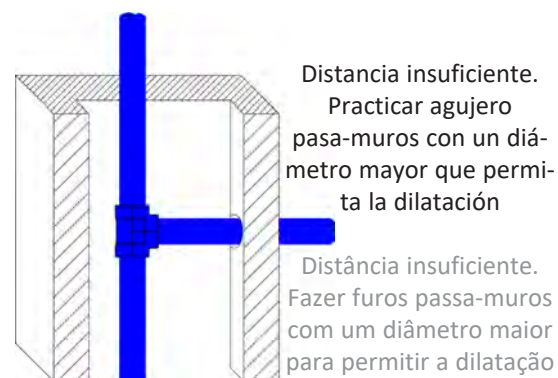 Distancia insuficiente.
Practicar agujero
pasa-muros con un diá-
metro mayor que permi-
ta la dilatación
Distância insuficiente.
Fazer furos passa-muros
com um diâmetro maior
para permitir a dilatação